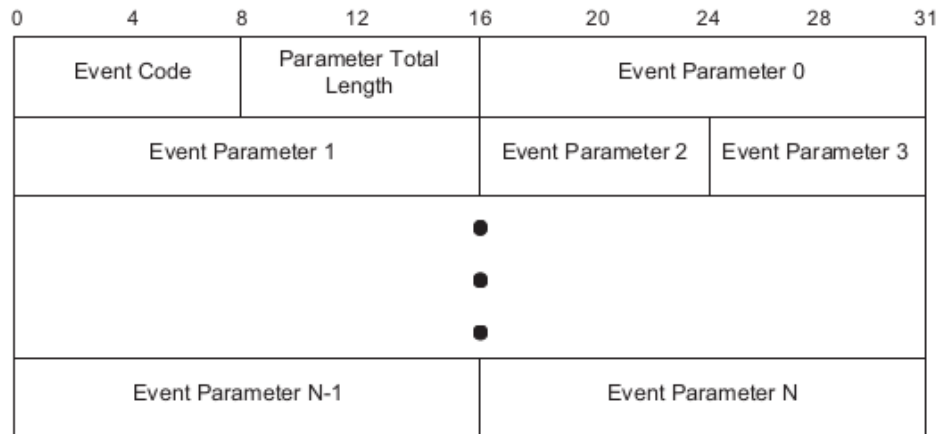 0 4 8 12 16 20 24 28 31
Event Code
Parameter Total
Length
Event Parameter 0
Event Parameter 1
Event Parameter 2
Event Parameter 3
Event Parameter N-1
Event Parameter N